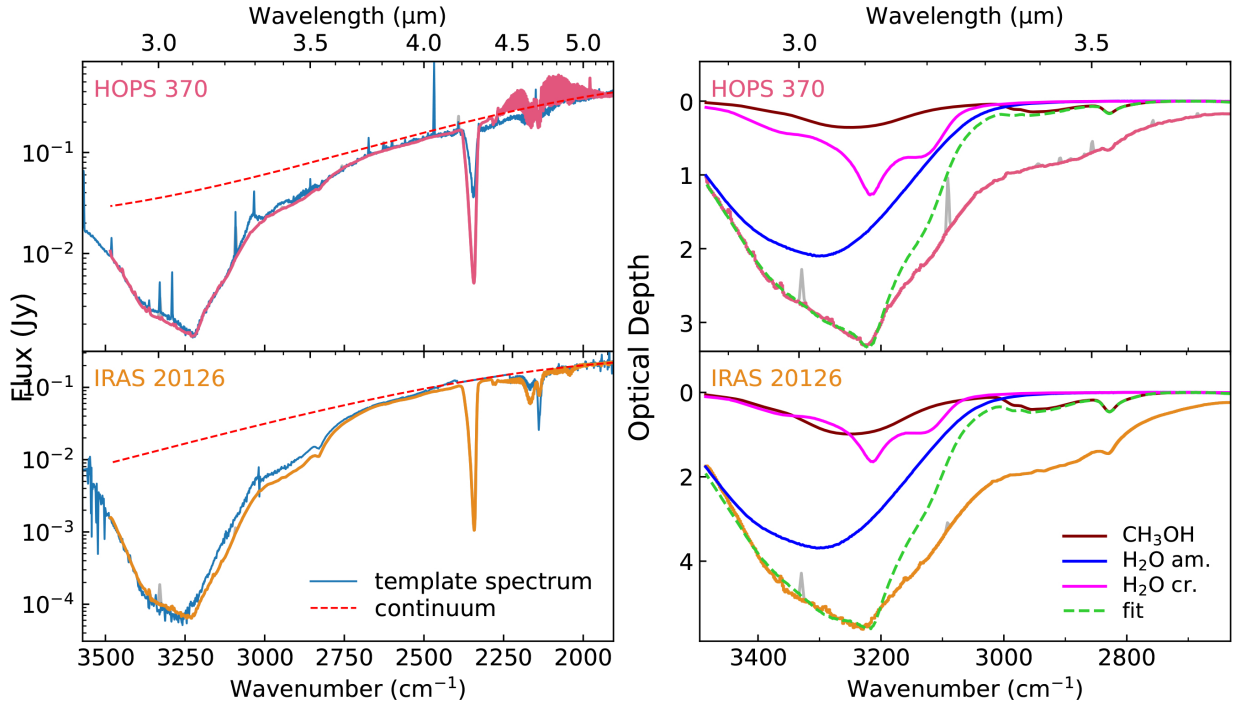 Wavelength (μm)
3.0 3.5 4.0 4.5 5.0
HOPS 370
10⁻¹
10⁻²
Flux (Jy)
IRAS 20126
10⁻¹
10⁻²
10⁻³
10⁻⁴
template spectrum
continuum
3500 3250 3000 2750 2500 2250 2000
Wavenumber (cm⁻¹)
Wavelength (μm)
3.0 3.5
HOPS 370
0
1
2
3
Optical Depth
IRAS 20126
0
2
4
CH₃OH
H₂O am.
H₂O cr.
fit
3400 3200 3000 2800
Wavenumber (cm⁻¹)